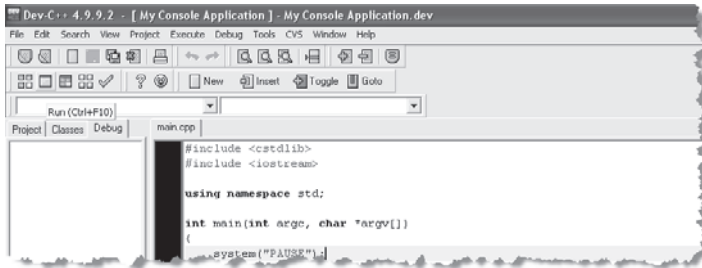 Dev-C++ 4.9.9.2 - [ My Console Application ] - My Console Application.dev
File Edit Search View Project Execute Debug Tools CVS Window Help
New Insert Toggle Goto
Run (Ctrl+F10)
Project Classes Debug main.cpp
#include <cstdlib>
#include <iostream>
using namespace std;
int main(int argc, char *argv[])
{
system("PAUSE");